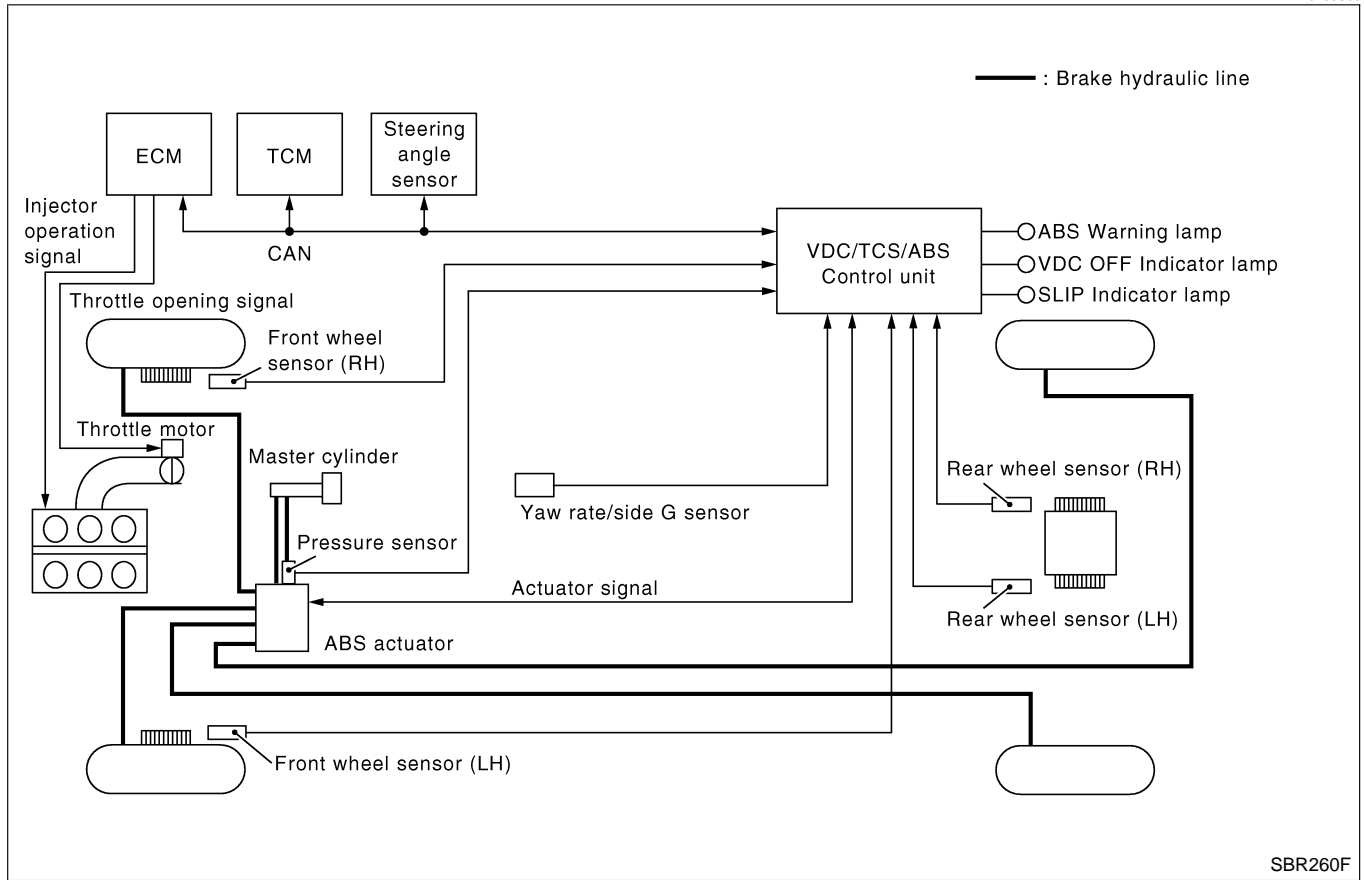 : Brake hydraulic line
ECM
TCM
Steering
angle
sensor
Injector
operation
signal
CAN
VDC/TCS/ABS
Control unit
ABS Warning lamp
VDC OFF Indicator lamp
SLIP Indicator lamp
Throttle opening signal
Front wheel
sensor (RH)
Throttle motor
Master cylinder
Rear wheel sensor (RH)
Yaw rate/side G sensor
Pressure sensor
Actuator signal
Rear wheel sensor (LH)
ABS actuator
Front wheel sensor (LH)
SBR260F